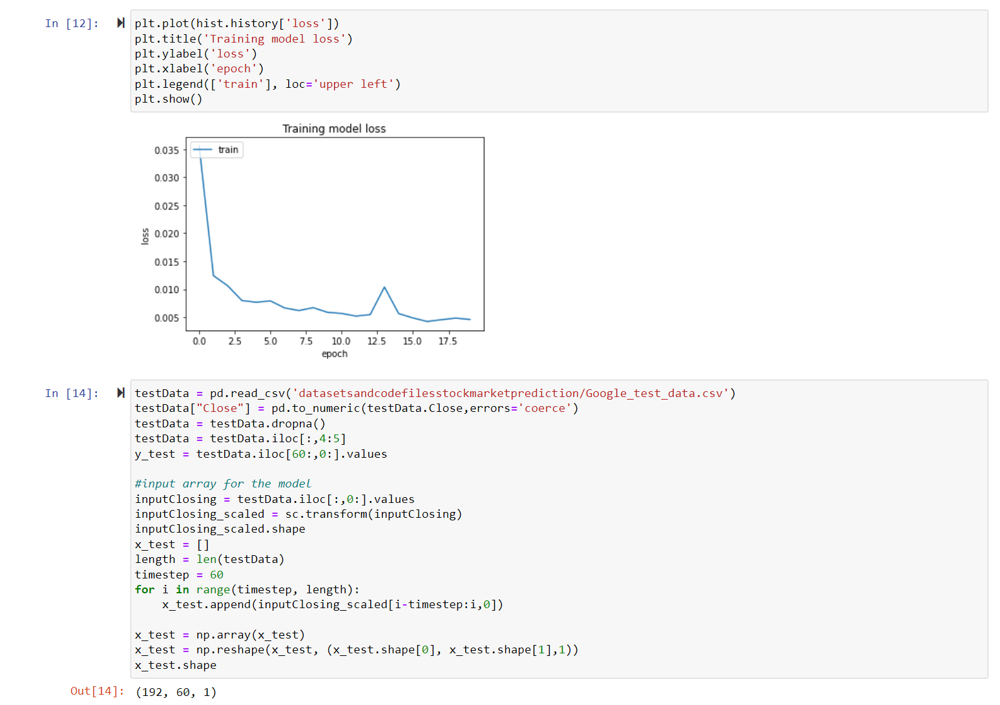 In [12]:
plt.plot(hist.history['loss'])
plt.title('Training model loss')
plt.ylabel('loss')
plt.xlabel('epoch')
plt.legend(['train'], loc='upper left')
plt.show()
Training model loss
train
0.035
0.030
0.025
0.020
0.015
0.010
0.005
loss
0.0 2.5 5.0 7.5 10.0 12.5 15.0 17.5
epoch
In [14]:
testData = pd.read_csv('datasetsandcodefilesstockmarketprediction/Google_test_data.csv')
testData["Close"] = pd.to_numeric(testData.Close,errors='coerce')
testData = testData.dropna()
testData = testData.iloc[:,4:5]
y_test = testData.iloc[60:,0:].values
#input array for the model
inputClosing = testData.iloc[:,0:].values
inputClosing_scaled = sc.transform(inputClosing)
inputClosing_scaled.shape
x_test = []
length = len(testData)
timestep = 60
for i in range(timestep, length):
    x_test.append(inputClosing_scaled[i-timestep:i,0])
x_test = np.array(x_test)
x_test = np.reshape(x_test, (x_test.shape[0], x_test.shape[1],1))
x_test.shape
Out[14]: (192, 60, 1)